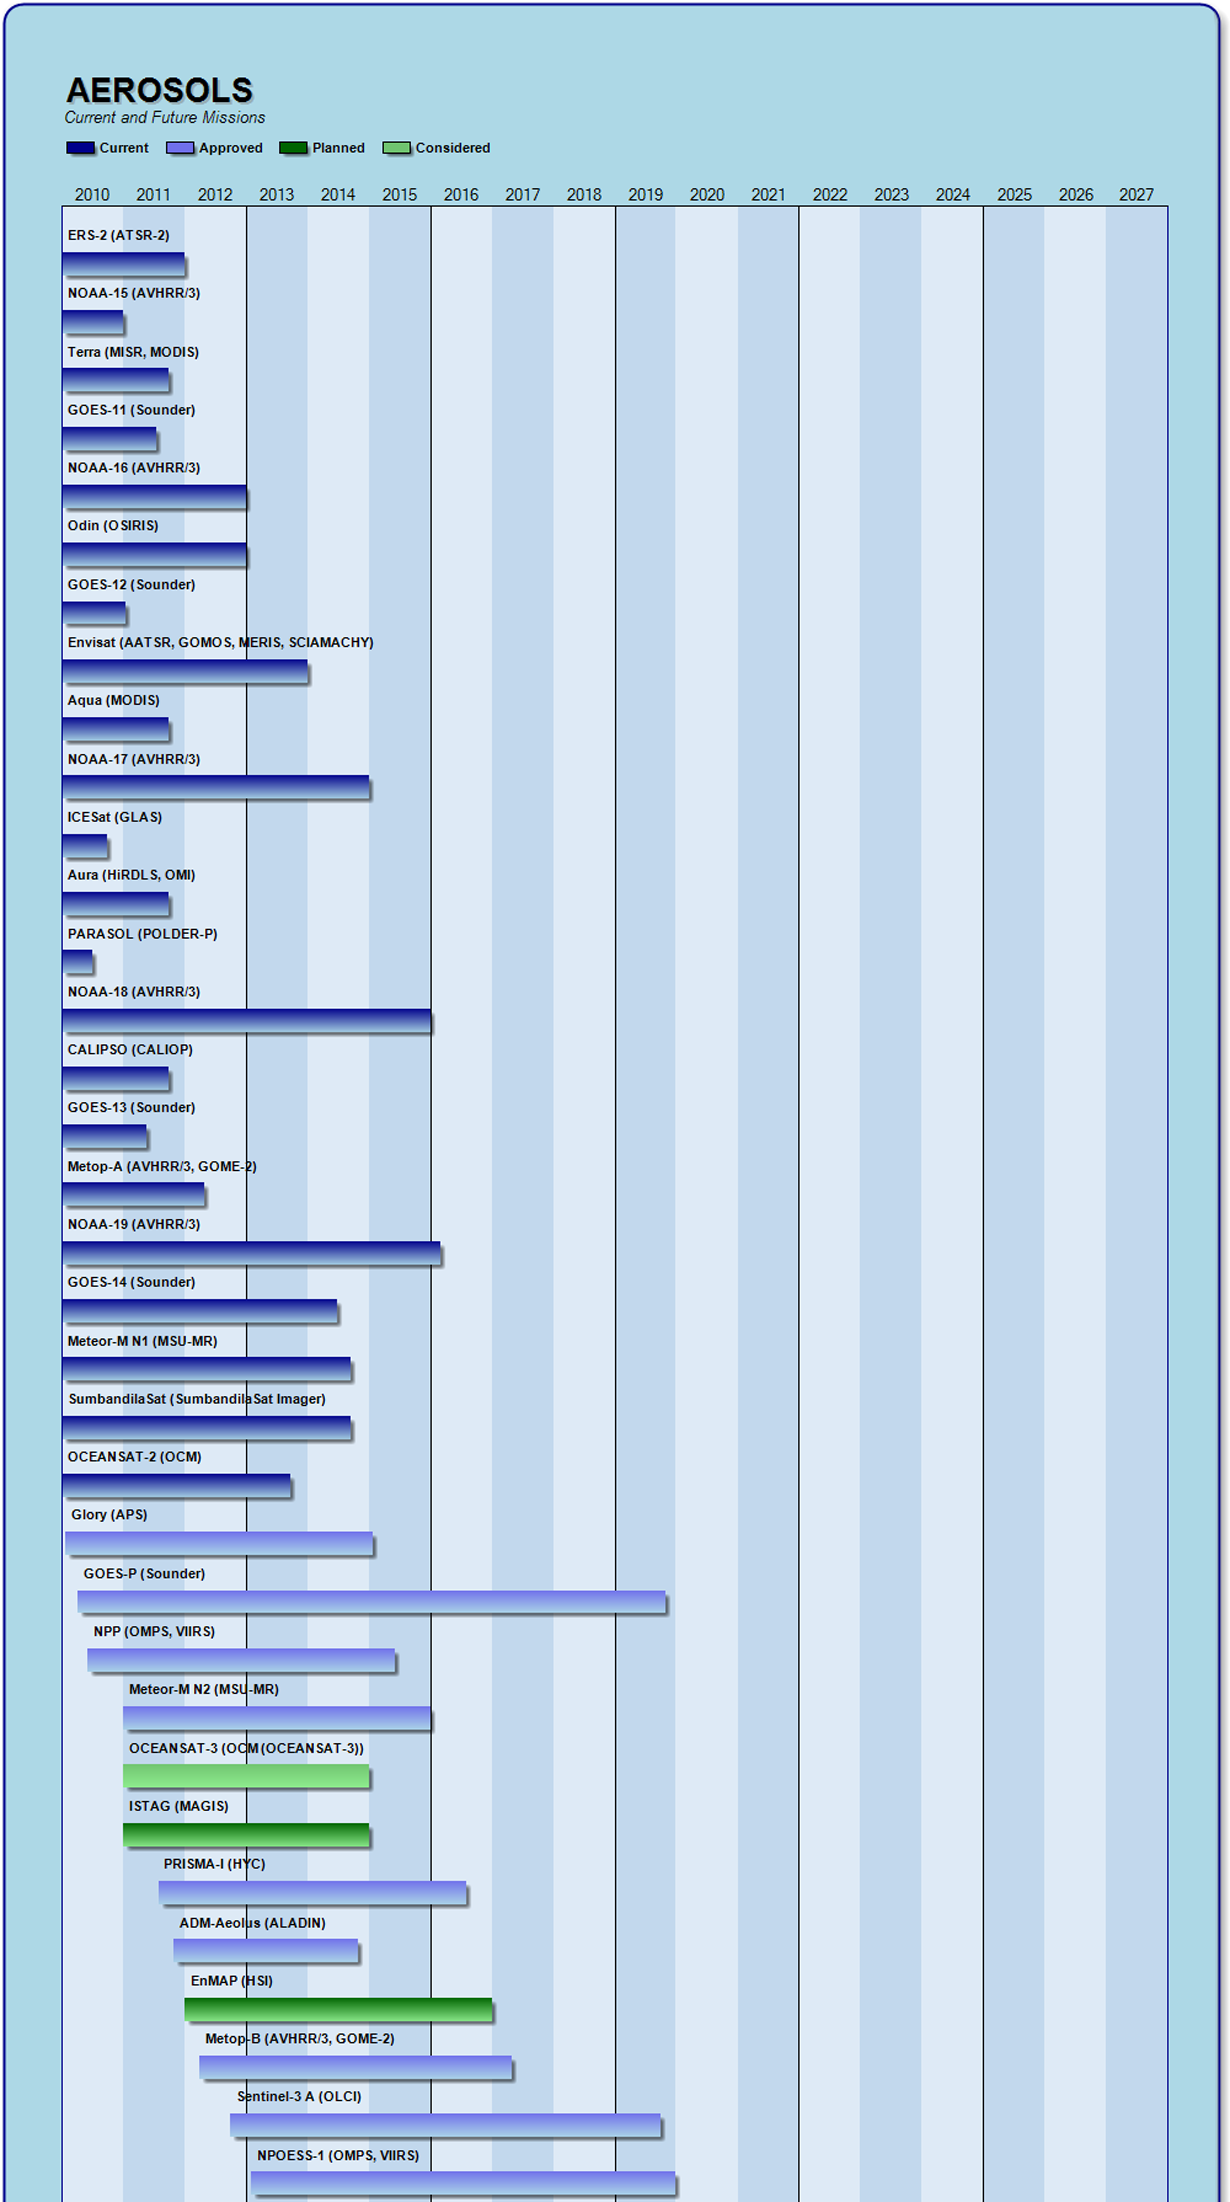 AEROSOLS
Current and Future Missions
Current Approved Planned Considered
2010 2011 2012 2013 2014 2015 2016 2017 2018 2019 2020 2021 2022 2023 2024 2025 2026 2027
ERS-2 (ATSR-2)
NOAA-15 (AVHRR/3)
Terra (MISR, MODIS)
GOES-11 (Sounder)
NOAA-16 (AVHRR/3)
Odin (OSIRIS)
GOES-12 (Sounder)
Envisat (AATSR, GOMOS, MERIS, SCIAMACHY)
Aqua (MODIS)
NOAA-17 (AVHRR/3)
ICESat (GLAS)
Aura (HiRDLS, OMI)
PARASOL (POLDER-P)
NOAA-18 (AVHRR/3)
CALIPSO (CALIOP)
GOES-13 (Sounder)
Metop-A (AVHRR/3, GOME-2)
NOAA-19 (AVHRR/3)
GOES-14 (Sounder)
Meteor-M N1 (MSU-MR)
SumbandilaSat (SumbandilaSat Imager)
OCEANSAT-2 (OCM)
Glory (APS)
GOES-P (Sounder)
NPP (OMPS, VIIRS)
Meteor-M N2 (MSU-MR)
OCEANSAT-3 (OCM(OCEANSAT-3))
ISTAG (MAGIS)
PRISMA-I (HYC)
ADM-Aeolus (ALADIN)
EnMAP (HSI)
Metop-B (AVHRR/3, GOME-2)
Sentinel-3 A (OLCI)
NPOESS-1 (OMPS, VIIRS)